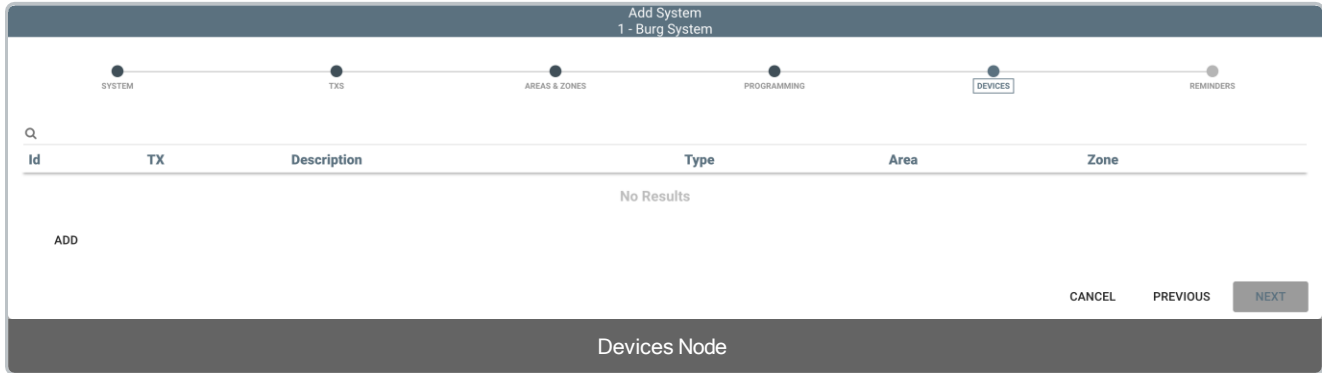 Add System
1 - Burg System
SYSTEM TXS AREAS & ZONES PROGRAMMING DEVICES REMINDERS
Id TX Description Type Area Zone
No Results
ADD
CANCEL PREVIOUS NEXT
Devices Node